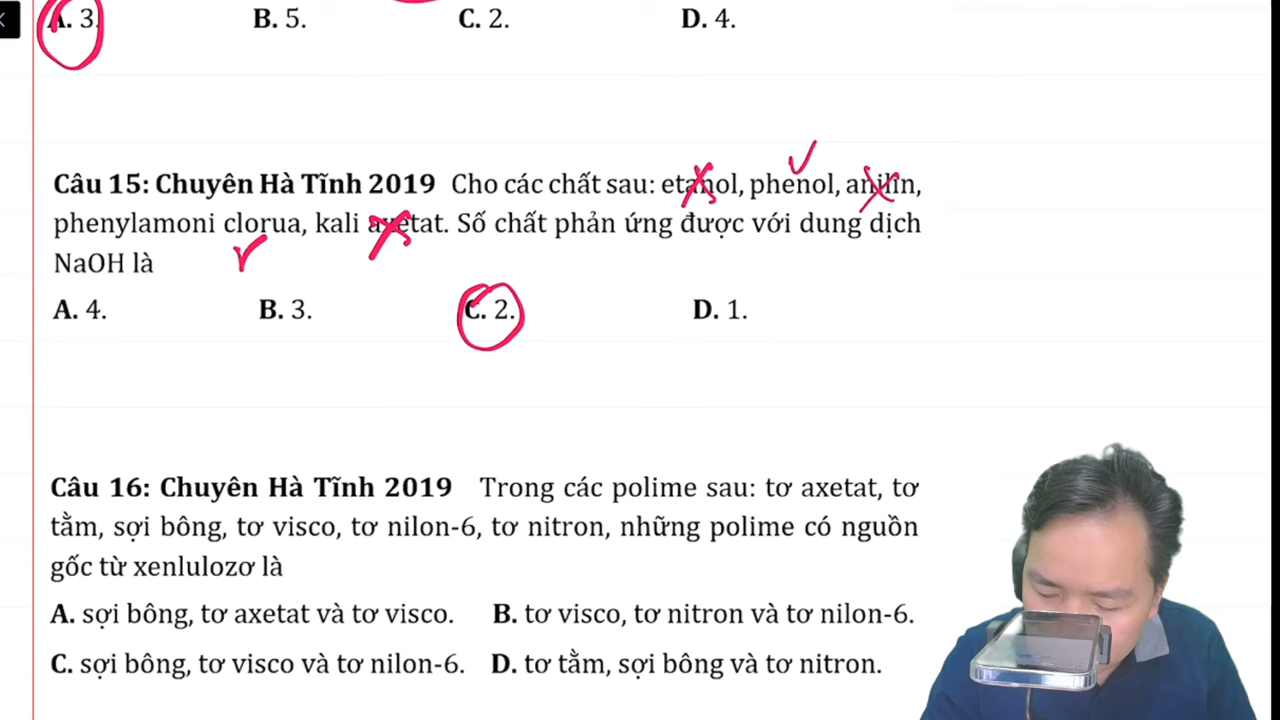 A. 3. B. 5. C. 2. D. 4.
Câu 15: Chuyên Hà Tĩnh 2019 Cho các chất sau: etanol, phenol, anilin,
phenylamoni clorua, kali axetat. Số chất phản ứng được với dung dịch
NaOH là
A. 4. B. 3. C. 2. D. 1.
Câu 16: Chuyên Hà Tĩnh 2019 Trong các polime sau: tơ axetat, tơ
tằm, sợi bông, tơ visco, tơ nilon-6, tơ nitron, những polime có nguồn
gốc từ xenlulozơ là
A. sợi bông, tơ axetat và tơ visco. B. tơ visco, tơ nitron và tơ nilon-6.
C. sợi bông, tơ visco và tơ nilon-6. D. tơ tằm, sợi bông và tơ nitron.